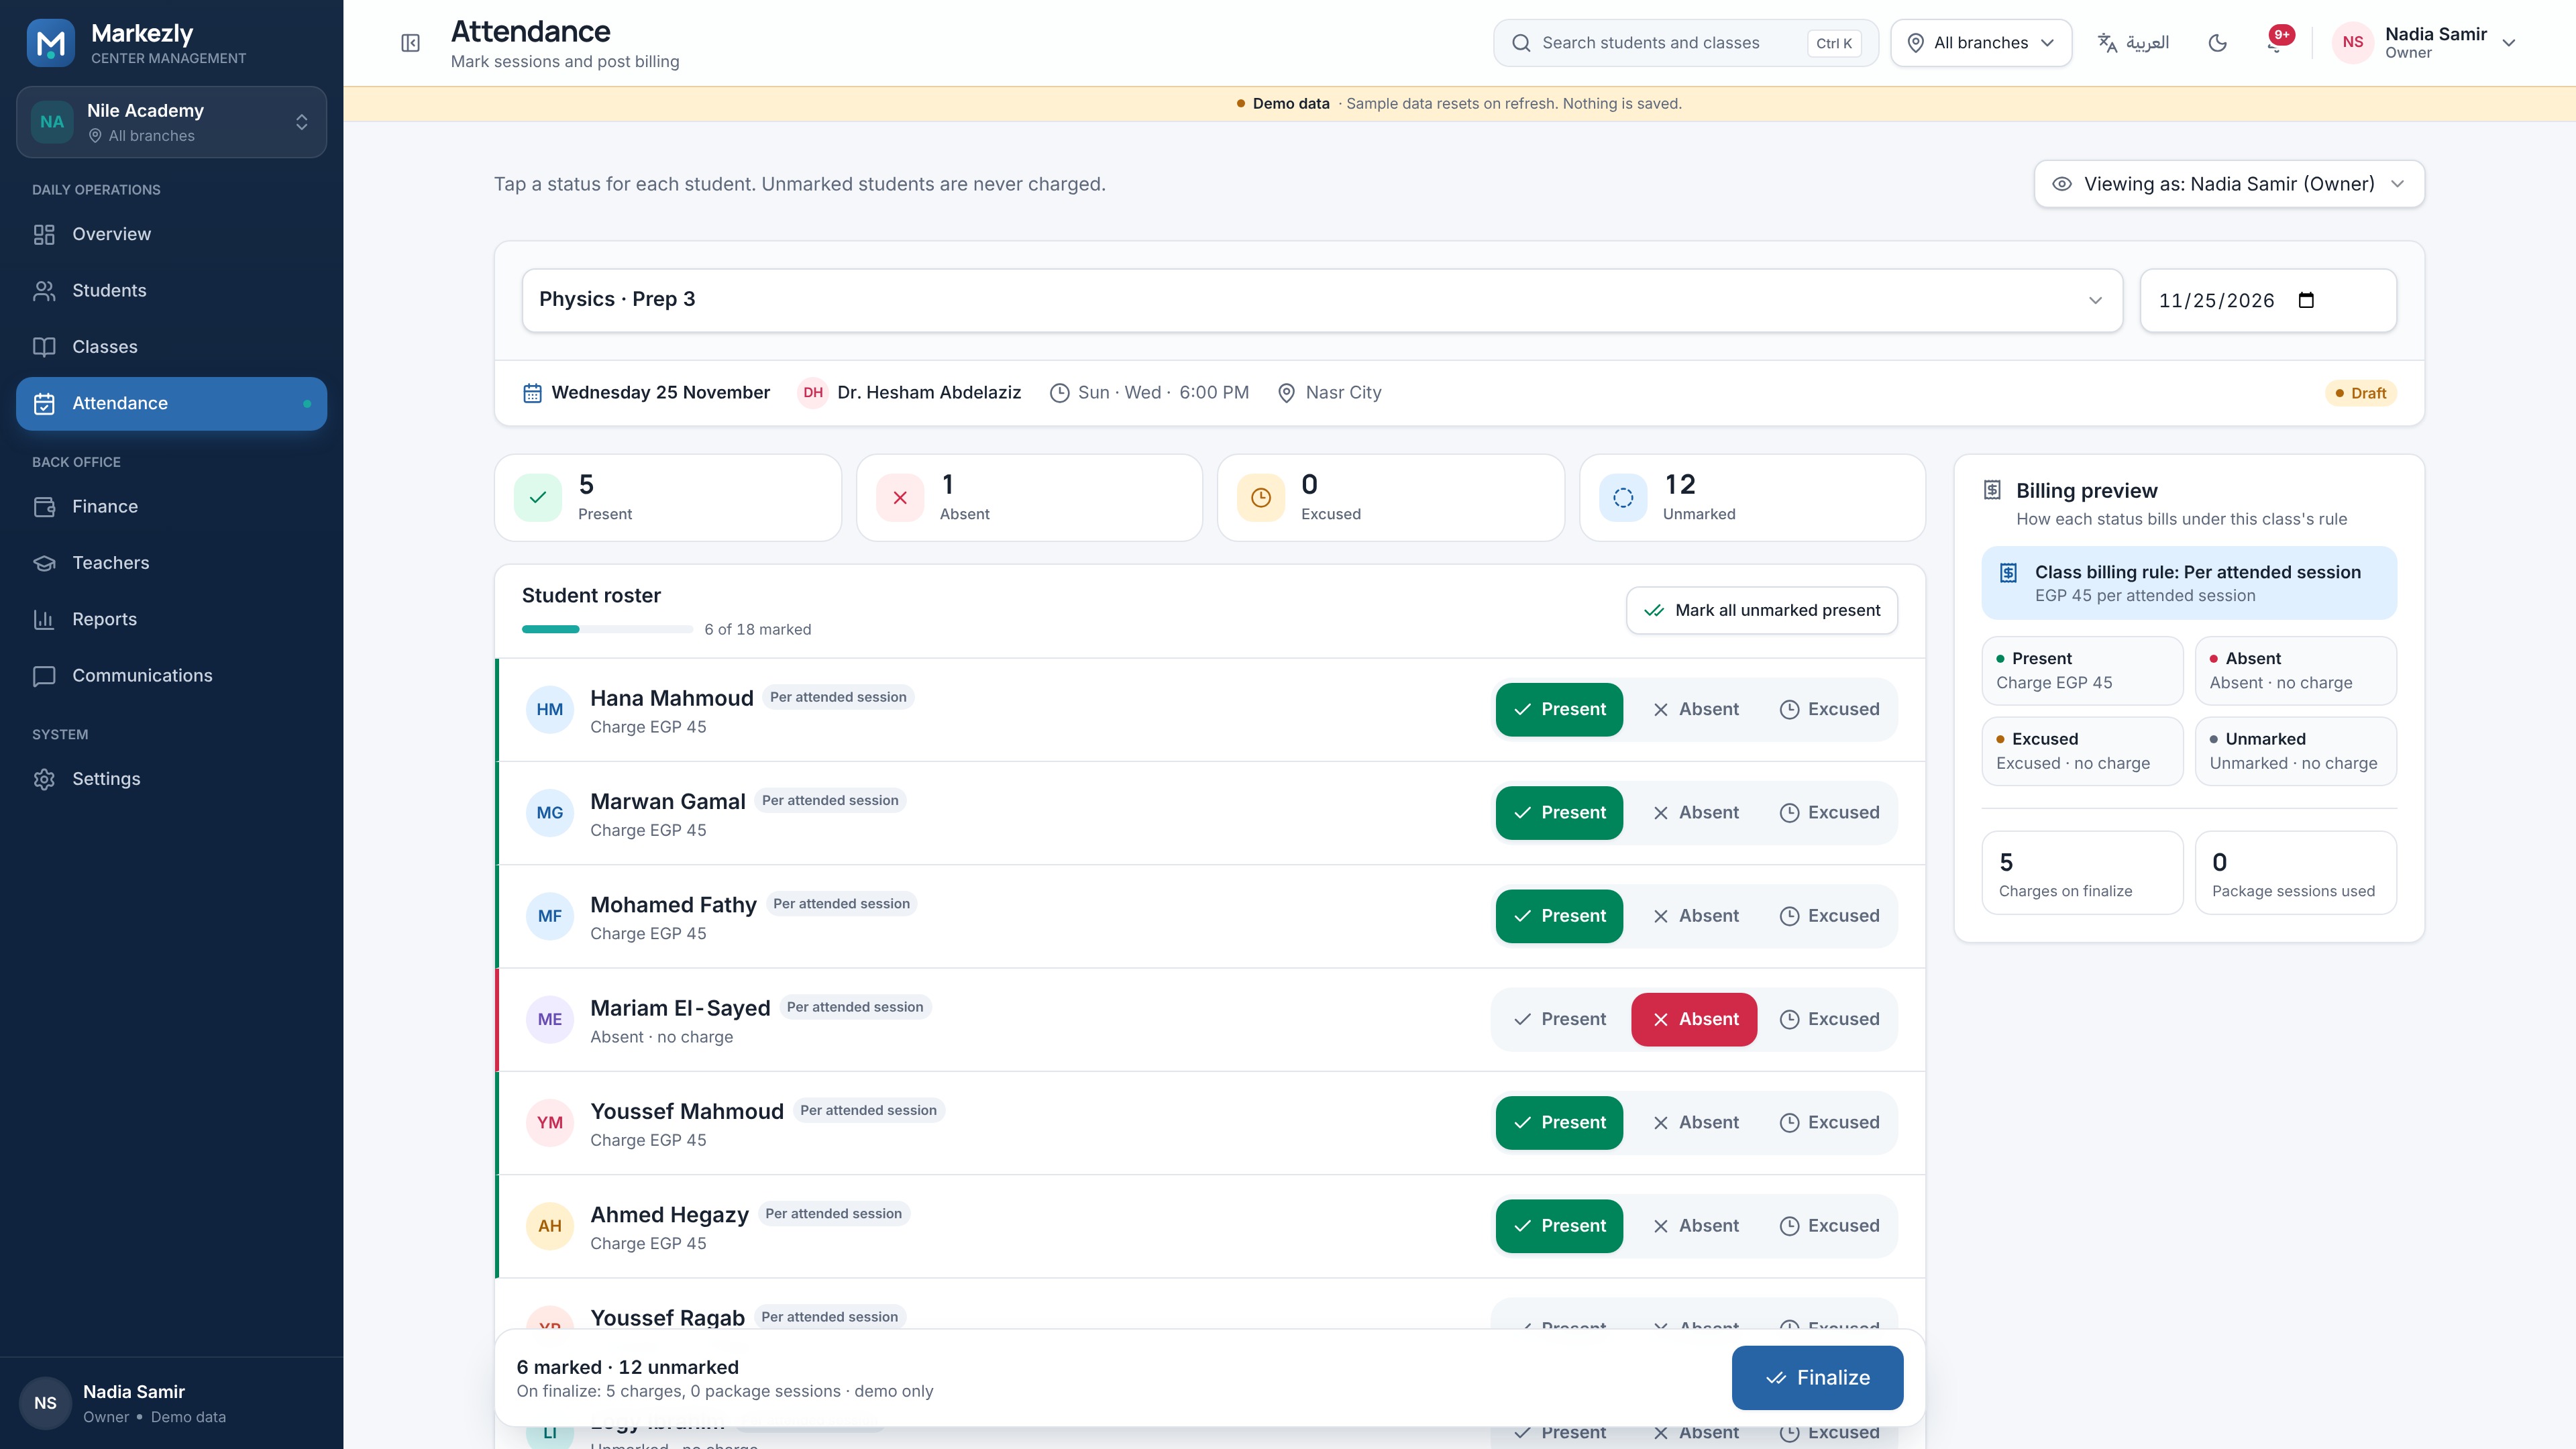 Markezly
CENTER MANAGEMENT
NA
Nile Academy
All branches
DAILY OPERATIONS
Overview
Students
Classes
Attendance
BACK OFFICE
Finance
Teachers
Reports
Communications
SYSTEM
Settings
NS
Nadia Samir
Owner • Demo data
Attendance
Mark sessions and post billing
Search students and classes
Ctrl K
All branches
العربية
9+
NS
Nadia Samir
Owner
Demo data · Sample data resets on refresh. Nothing is saved.
Tap a status for each student. Unmarked students are never charged.
Viewing as: Nadia Samir (Owner)
Physics · Prep 3
11/25/2026
Wednesday 25 November
DH
Dr. Hesham Abdelaziz
Sun · Wed · 6:00 PM
Nasr City
Draft
5
Present
1
Absent
0
Excused
12
Unmarked
Student roster
6 of 18 marked
Mark all unmarked present
HM
Hana Mahmoud
Per attended session
Charge EGP 45
Present
Absent
Excused
MG
Marwan Gamal
Per attended session
Charge EGP 45
Present
Absent
Excused
MF
Mohamed Fathy
Per attended session
Charge EGP 45
Present
Absent
Excused
ME
Mariam El-Sayed
Per attended session
Absent · no charge
Present
Absent
Excused
YM
Youssef Mahmoud
Per attended session
Charge EGP 45
Present
Absent
Excused
AH
Ahmed Hegazy
Per attended session
Charge EGP 45
Present
Absent
Excused
YR
Youssef Ragab
Per attended session
Present
Absent
Excused
6 marked · 12 unmarked
On finalize: 5 charges, 0 package sessions · demo only
Finalize
LI
Unmarked · no charge
Present
Absent
Excused
Billing preview
How each status bills under this class's rule
Class billing rule: Per attended session
EGP 45 per attended session
Present
Charge EGP 45
Absent
Absent · no charge
Excused
Excused · no charge
Unmarked
Unmarked · no charge
5
Charges on finalize
0
Package sessions used